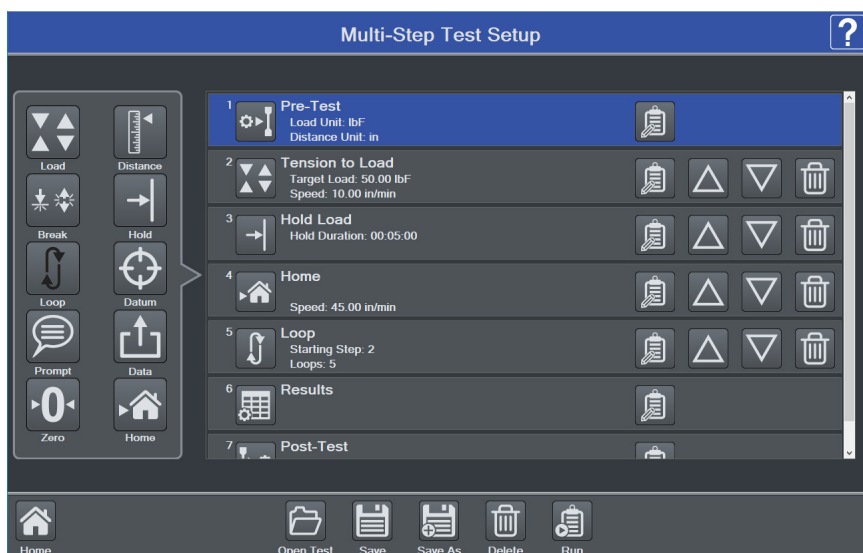 Multi-Step Test Setup
?
Load
Distance
Break
Hold
Loop
Datum
Prompt
Data
0
Zero
Home
1
Pre-Test
Load Unit: lbF
Distance Unit: in
2
Tension to Load
Target Load: 50.00 lbF
Speed: 10.00 in/min
3
Hold Load
Hold Duration: 00:05:00
4
Home
Speed: 45.00 in/min
5
Loop
Starting Step: 2
Loops: 5
6
Results
7
Post-Test
Home
Open Test
Save
Save As
Delete
Run